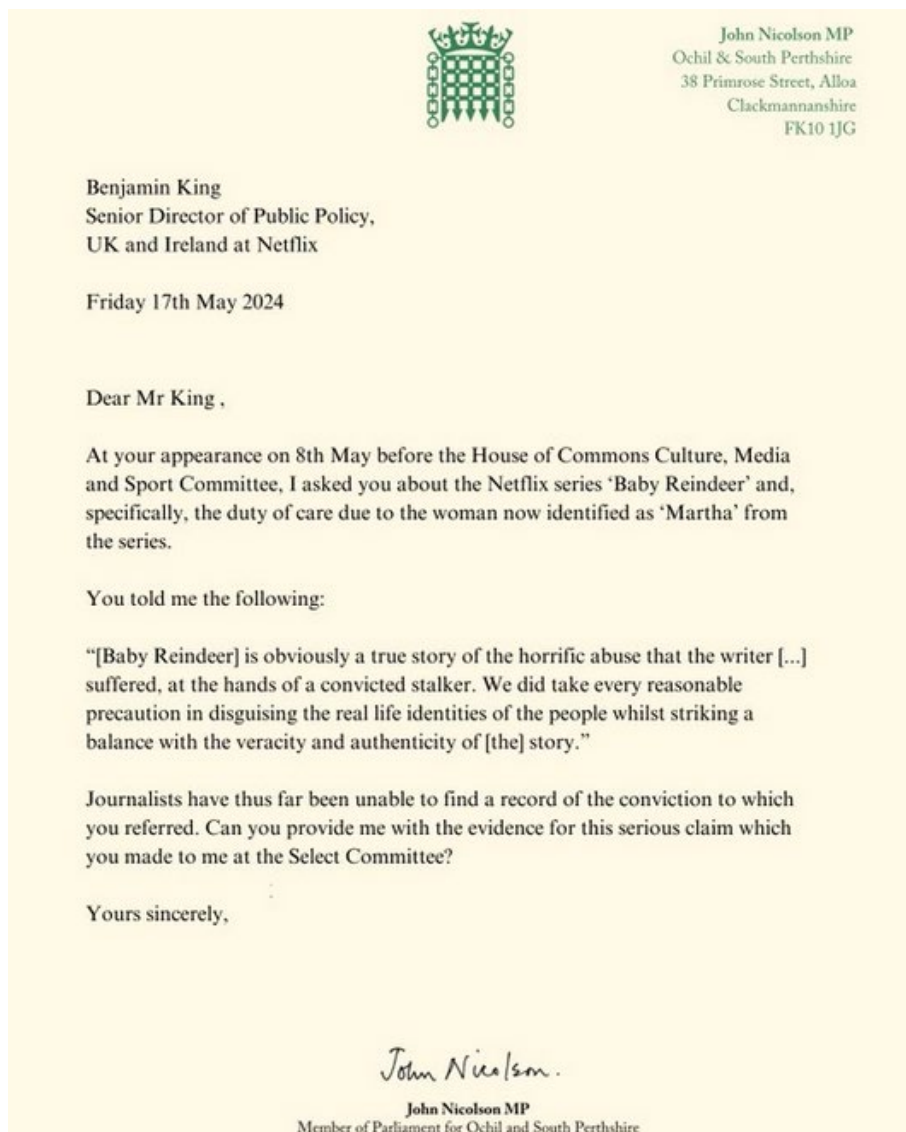 John Nicolson MP
Ochil & South Perthshire
38 Primrose Street, Alloa
Clackmannanshire
FK10 1JG
Benjamin King
Senior Director of Public Policy,
UK and Ireland at Netflix
Friday 17th May 2024
Dear Mr King ,
At your appearance on 8th May before the House of Commons Culture, Media
and Sport Committee, I asked you about the Netflix series ‘Baby Reindeer’ and,
specifically, the duty of care due to the woman now identified as ‘Martha’ from
the series.
You told me the following:
“[Baby Reindeer] is obviously a true story of the horrific abuse that the writer [...]
suffered, at the hands of a convicted stalker. We did take every reasonable
precaution in disguising the real life identities of the people whilst striking a
balance with the veracity and authenticity of [the] story.”
Journalists have thus far been unable to find a record of the conviction to which
you referred. Can you provide me with the evidence for this serious claim which
you made to me at the Select Committee?
Yours sincerely,
John Nicolson.
John Nicolson MP
Member of Parliament for Ochil and South Perthshire